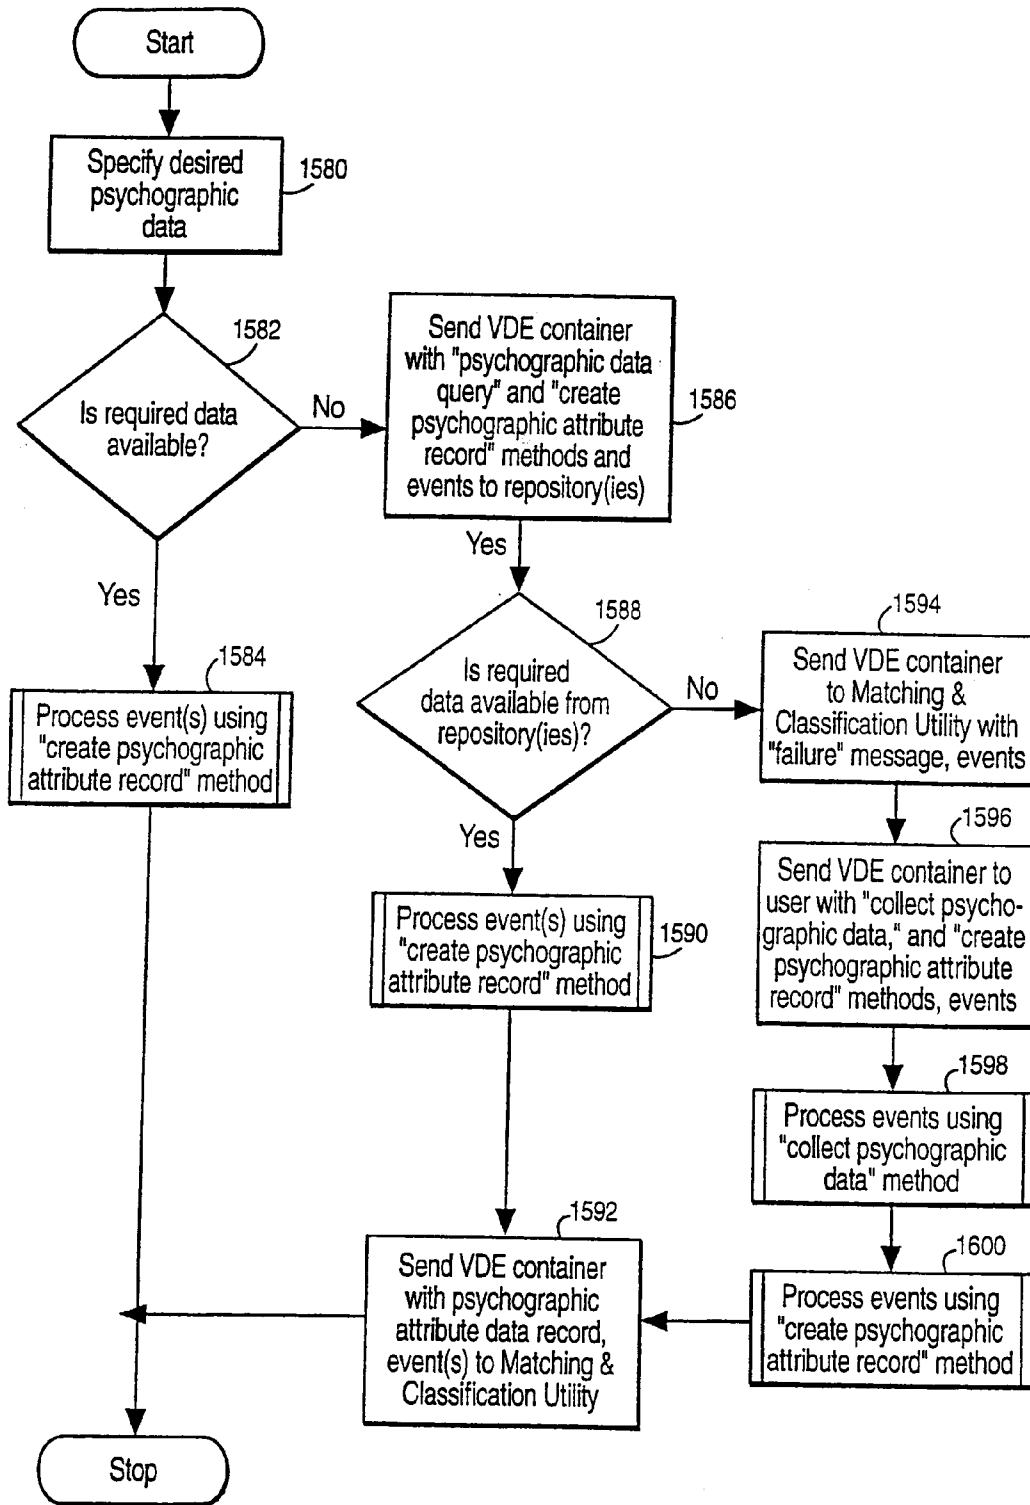 Start
Specify desired
psychographic
data
1580
1582
Is required data
available?
No
Yes
Send VDE container
with "psychographic data
query" and "create
psychographic attribute
record" methods and
events to repository(ies)
1586
Yes
1588
Is required
data available from
repository(ies)?
No
Yes
1584
Process event(s) using
"create psychographic
attribute record" method
1594
Send VDE container
to Matching &
Classification Utility with
"failure" message, events
1596
Send VDE container to
user with "collect psycho-
graphic data," and "create
psychographic attribute
record" methods, events
Process event(s) using
"create psychographic
attribute record" method
1590
1598
Process events using
"collect psychographic
data" method
1592
Send VDE container
with psychographic
attribute data record,
event(s) to Matching &
Classification Utility
1600
Process events using
"create psychographic
attribute record" method
Stop